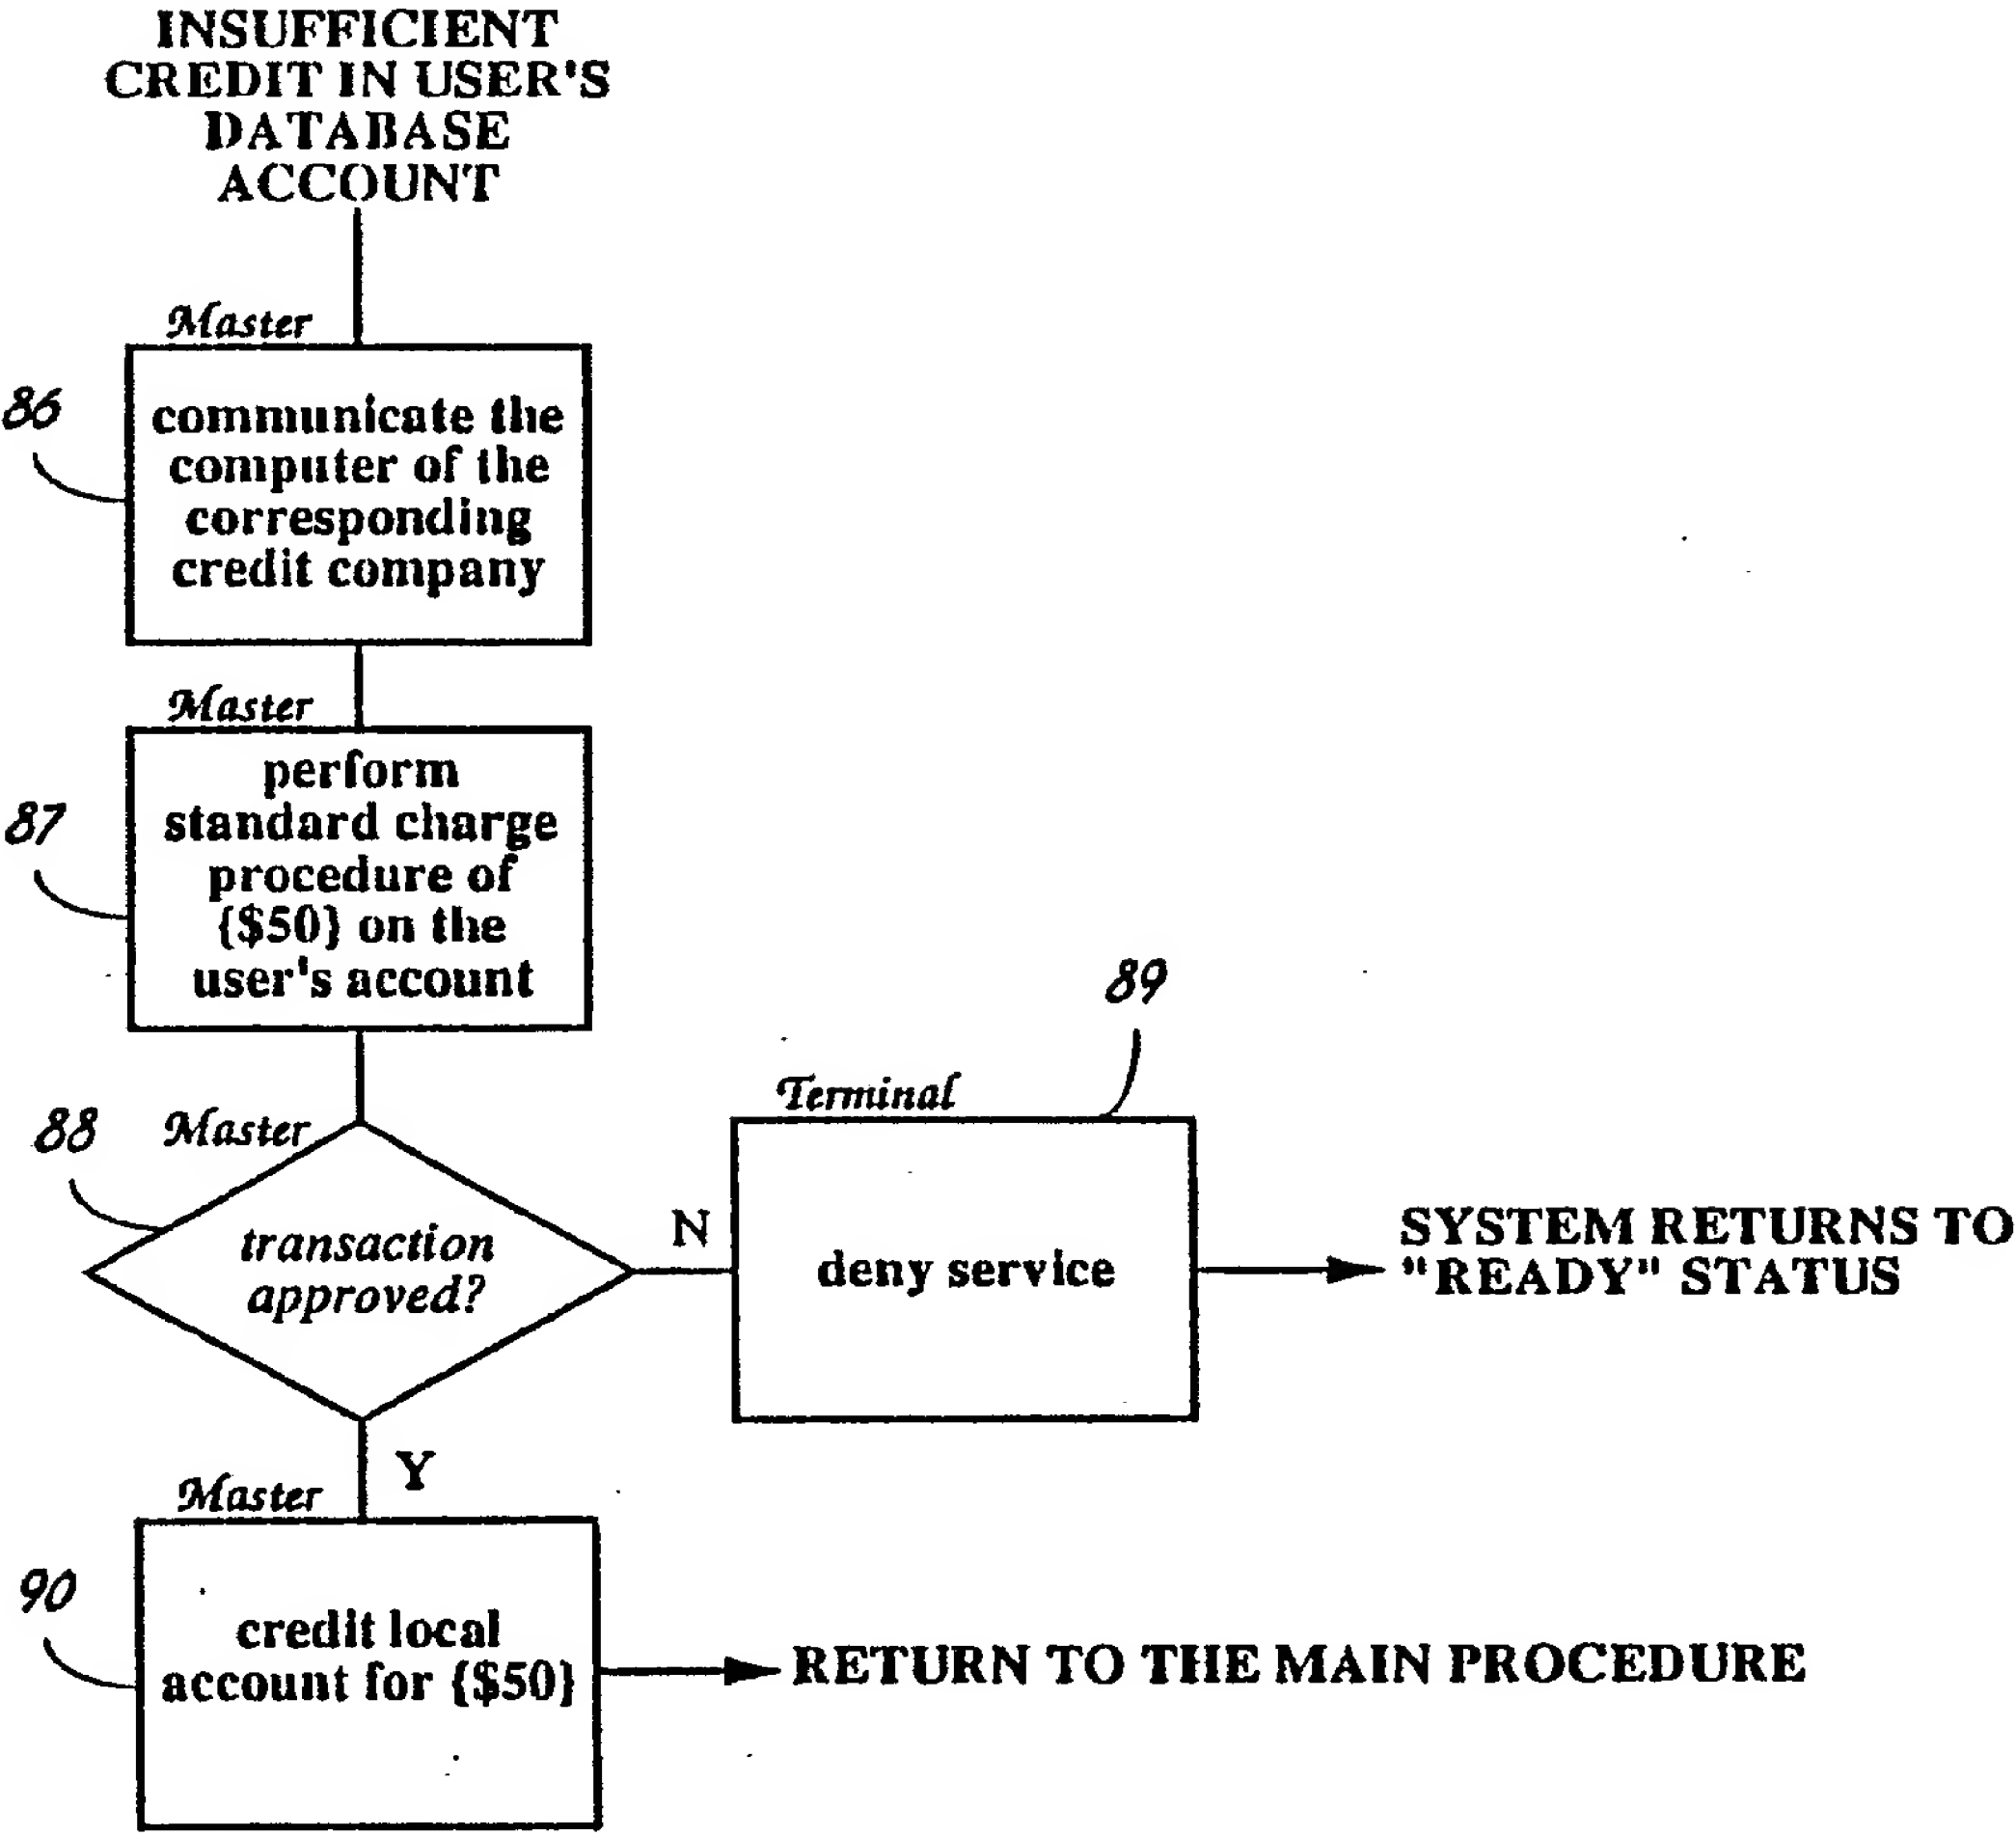 INSUFFICIENT
CREDIT IN USER'S
DATABASE
ACCOUNT
Master
86
communicate the
computer of the
corresponding
credit company
Master
87
perform
standard charge
procedure of
{$50} on the
user's account
88
Master
transaction
approved?
N
89
Terminal
deny service
SYSTEM RETURNS TO
"READY" STATUS
Y
Master
90
credit local
account for {$50}
RETURN TO THE MAIN PROCEDURE